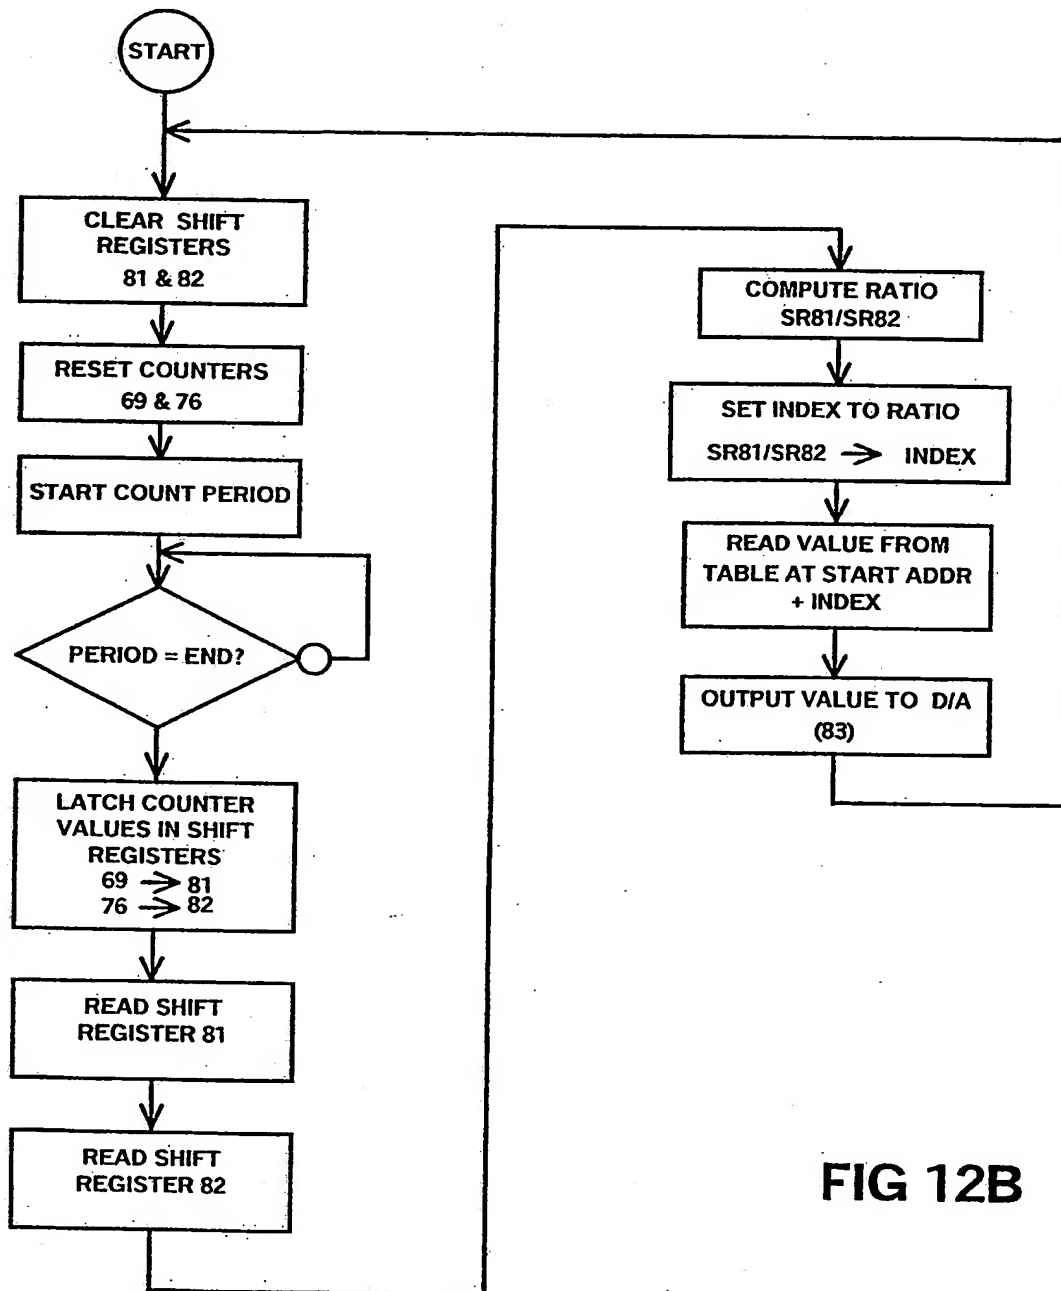 START
CLEAR SHIFT
REGISTERS
81 & 82
RESET COUNTERS
69 & 76
START COUNT PERIOD
PERIOD = END?
LATCH COUNTER
VALUES IN SHIFT
REGISTERS
69 → 81
76 → 82
READ SHIFT
REGISTER 81
READ SHIFT
REGISTER 82
COMPUTE RATIO
SR81/SR82
SET INDEX TO RATIO
SR81/SR82 → INDEX
READ VALUE FROM
TABLE AT START ADDR
+ INDEX
OUTPUT VALUE TO D/A
(83)
FIG 12B